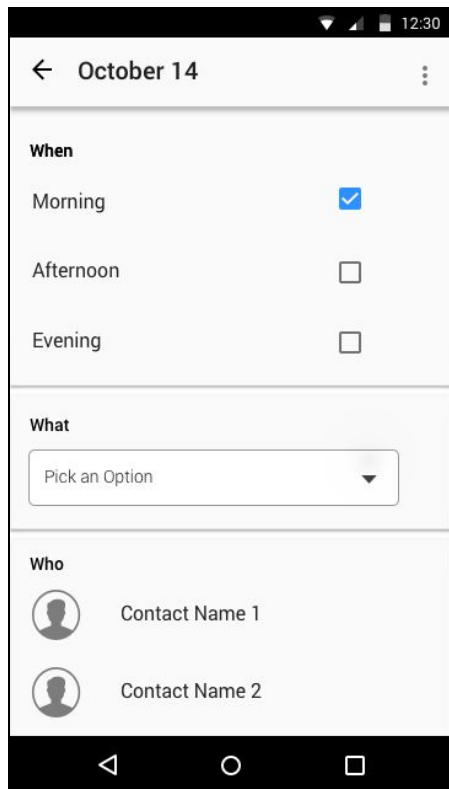 12:30
October 14
When
Morning
Afternoon
Evening
What
Pick an Option
Who
Contact Name 1
Contact Name 2